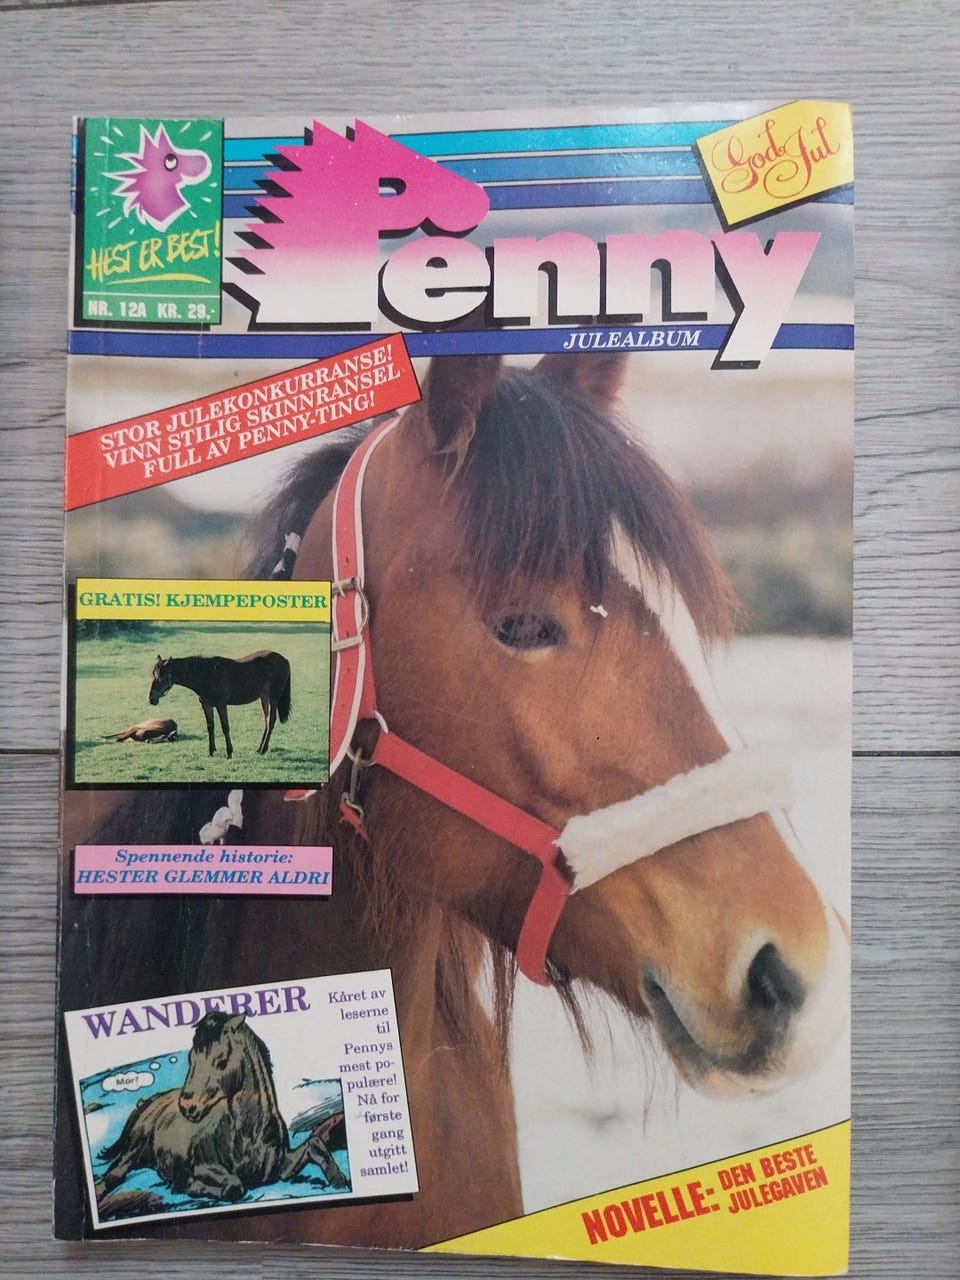 HEST ER BEST!
NR. 12A KR. 29,-
God Jul
Penny
JULEALBUM
STOR JULEKONKURRANSE!
VINN STILIG SKINNRANSEL
FULL AV PENNY-TING!
GRATIS! KJEMPEPOSTER
Spennende historie:
HESTER GLEMMER ALDRI
WANDERER
Mor?
Kåret av
leserne
til
Pennys
mest po-
pulære!
Nå for
første
gang
utgitt
samlet!
NOVELLE: DEN BESTE
JULEGAVEN